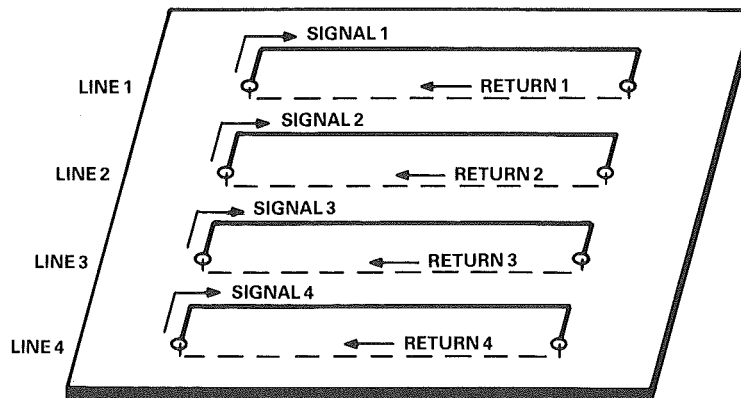 SIGNAL 1
LINE 1
RETURN 1
SIGNAL 2
LINE 2
RETURN 2
SIGNAL 3
LINE 3
RETURN 3
SIGNAL 4
LINE 4
RETURN 4